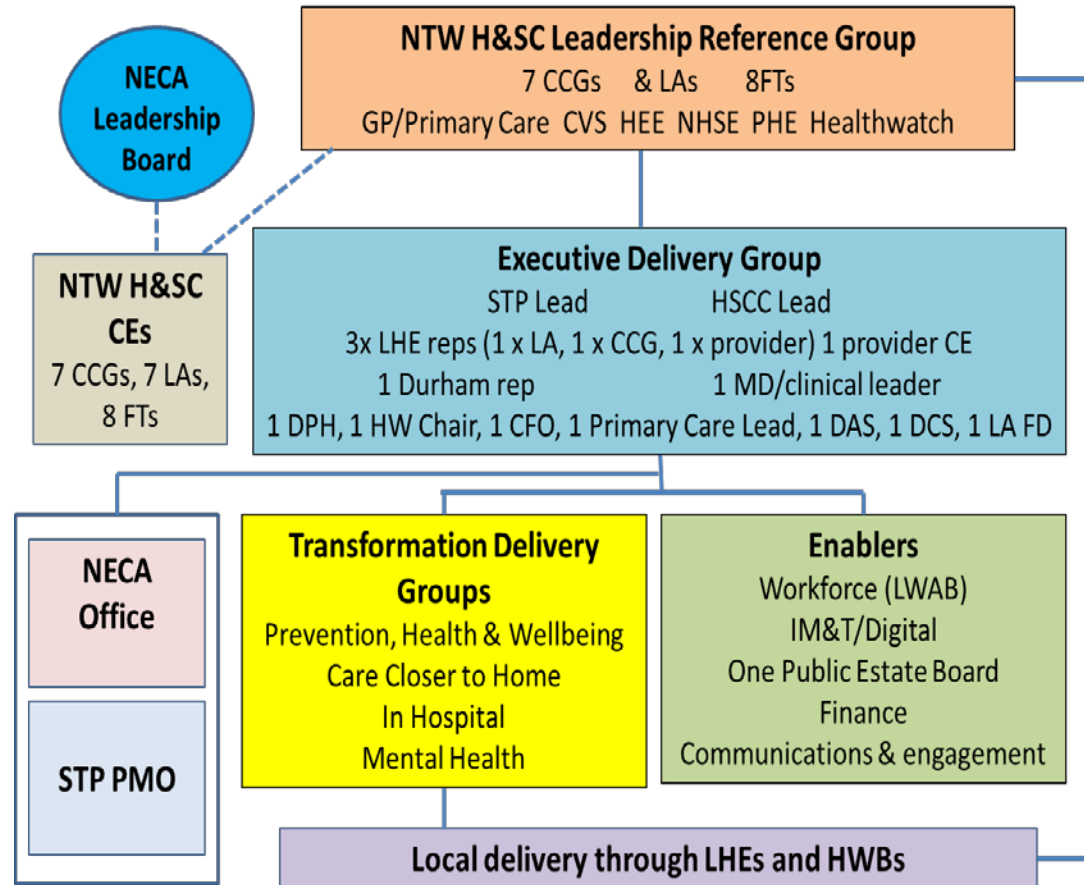 NECA
Leadership
Board
NTW H&SC Leadership Reference Group
7 CCGs & LAs 8FTs
GP/Primary Care CVS HEE NHSE PHE Healthwatch
NTW H&SC
CEs
7 CCGs, 7 LAs,
8 FTs
Executive Delivery Group
STP Lead HSCC Lead
3x LHE reps (1 x LA, 1 x CCG, 1 x provider) 1 provider CE
1 Durham rep 1 MD/clinical leader
1 DPH, 1 HW Chair, 1 CFO, 1 Primary Care Lead, 1 DAS, 1 DCS, 1 LA FD
NECA
Office
STP PMO
Transformation Delivery
Groups
Prevention, Health & Wellbeing
Care Closer to Home
In Hospital
Mental Health
Enablers
Workforce (LWAB)
IM&T/Digital
One Public Estate Board
Finance
Communications & engagement
Local delivery through LHEs and HWBs